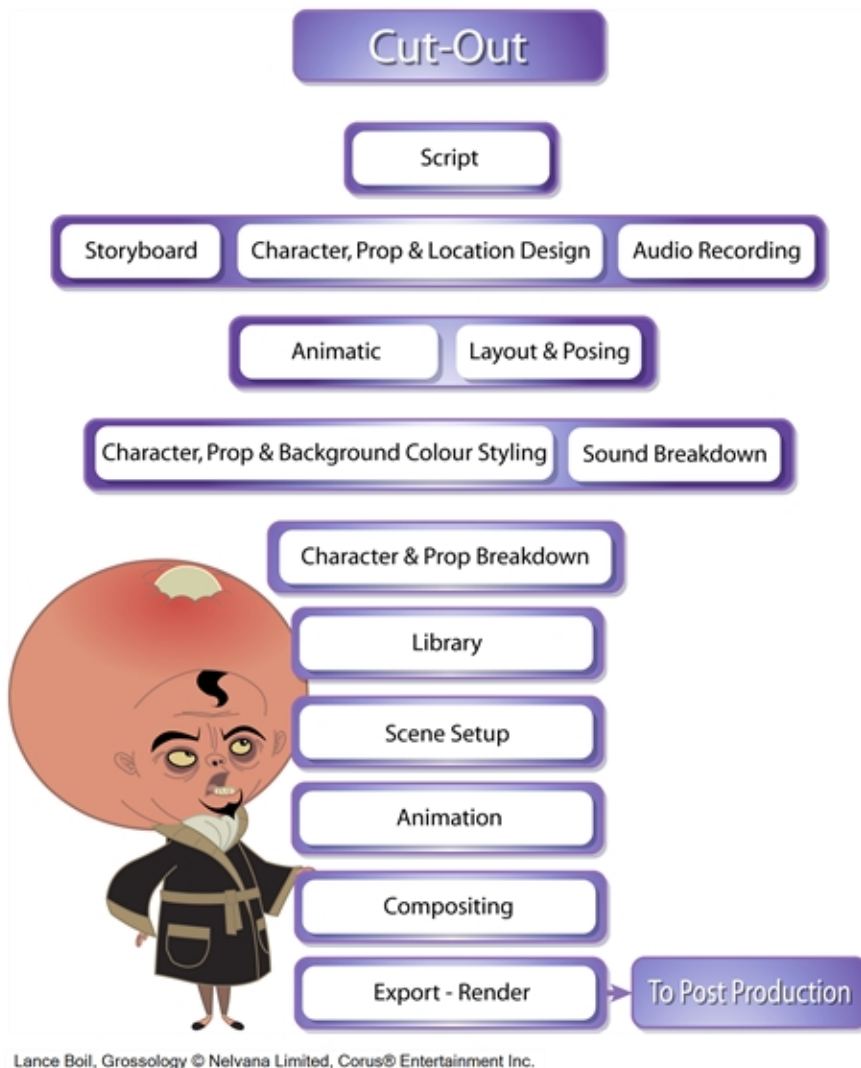 Cut-Out
Script
Storyboard Character, Prop & Location Design Audio Recording
Animatic Layout & Posing
Character, Prop & Background Colour Styling Sound Breakdown
Character & Prop Breakdown
Library
Scene Setup
Animation
Compositing
Export - Render To Post Production
Lance Boil, Grossology © Nelvana Limited, Corus® Entertainment Inc.